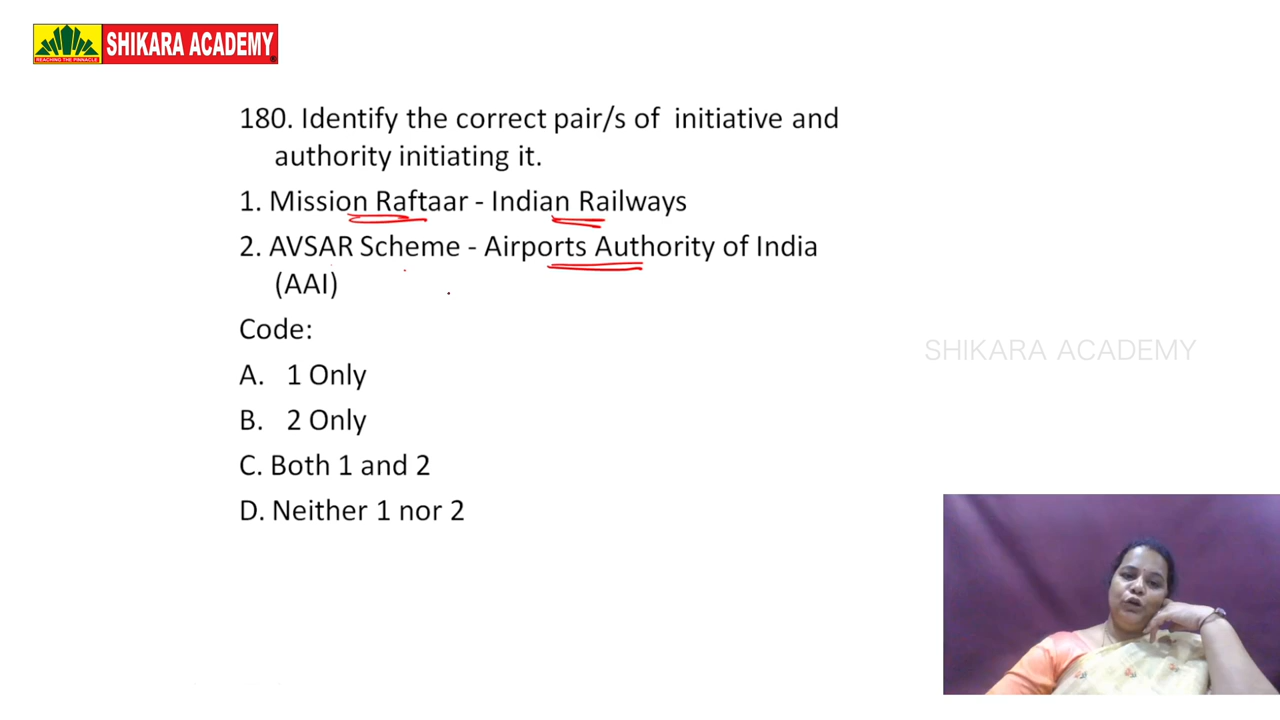 SHIKARA ACADEMY
REACHING THE PINNACLE
180. Identify the correct pair/s of initiative and
authority initiating it.
1. Mission Raftaar - Indian Railways
2. AVSAR Scheme - Airports Authority of India
(AAI)
Code:
A. 1 Only
B. 2 Only
C. Both 1 and 2
D. Neither 1 nor 2
SHIKARA ACADEMY